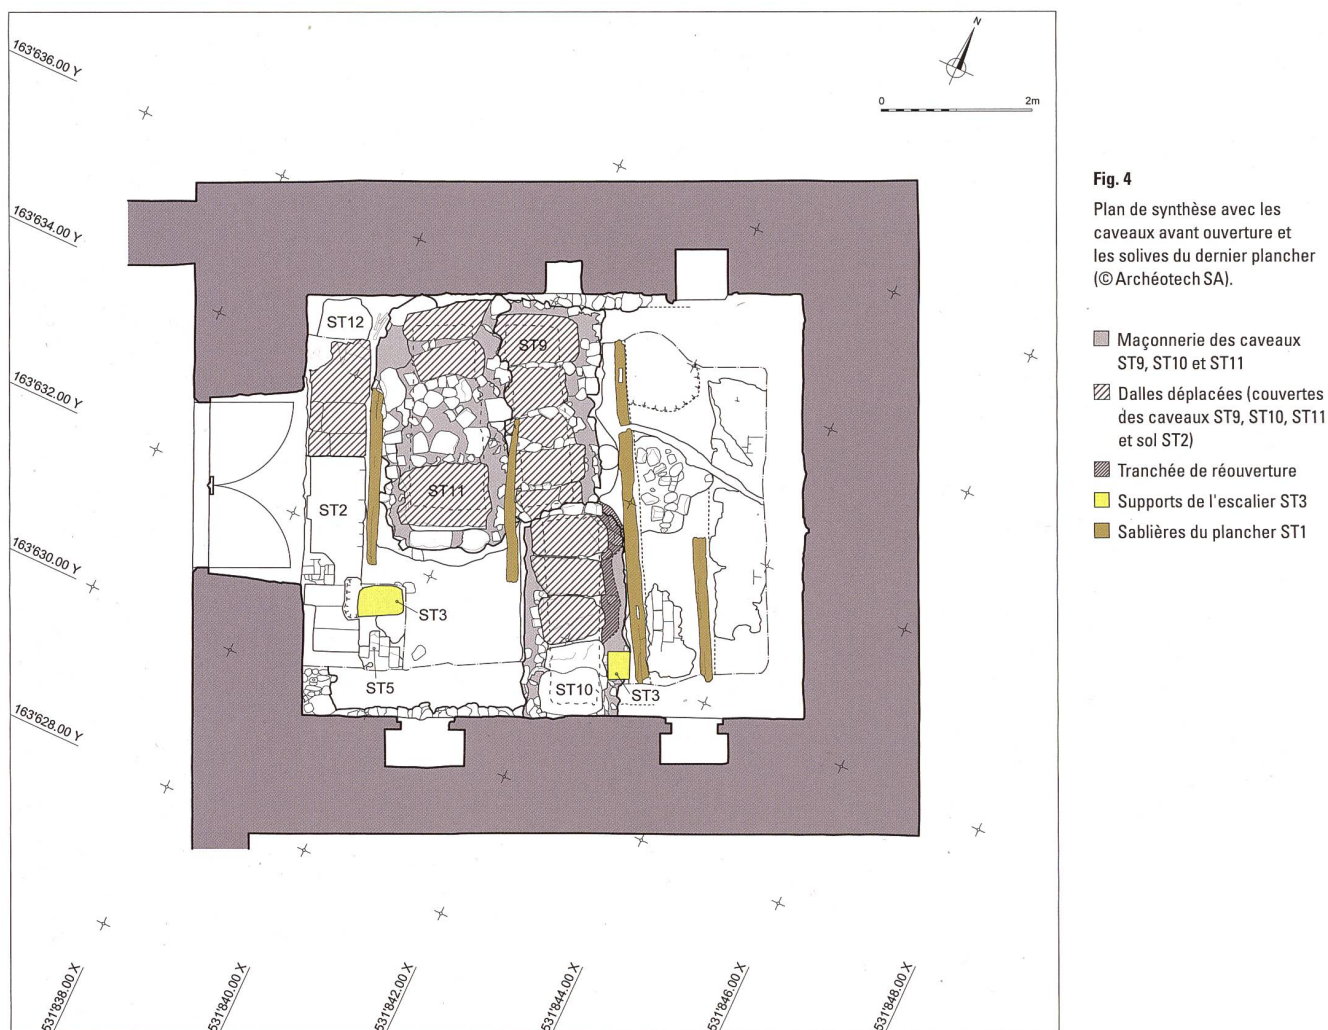 163'636.00 Y
163'634.00 Y
163'632.00 Y
163'630.00 Y
163'628.00 Y
N
0 2m
ST12
ST9
ST11
ST2
ST3
ST5
ST10
ST3
531'838.00 X
531'840.00 X
531'842.00 X
531'844.00 X
531'846.00 X
531'848.00 X
Fig. 4
Plan de synthèse avec les
caveaux avant ouverture et
les solives du dernier plancher
(© Archéotech SA).
Maçonnerie des caveaux
ST9, ST10 et ST11
Dalles déplacées (couvertes
des caveaux ST9, ST10, ST11
et sol ST2)
Tranchée de réouverture
Supports de l'escalier ST3
Sablières du plancher ST1